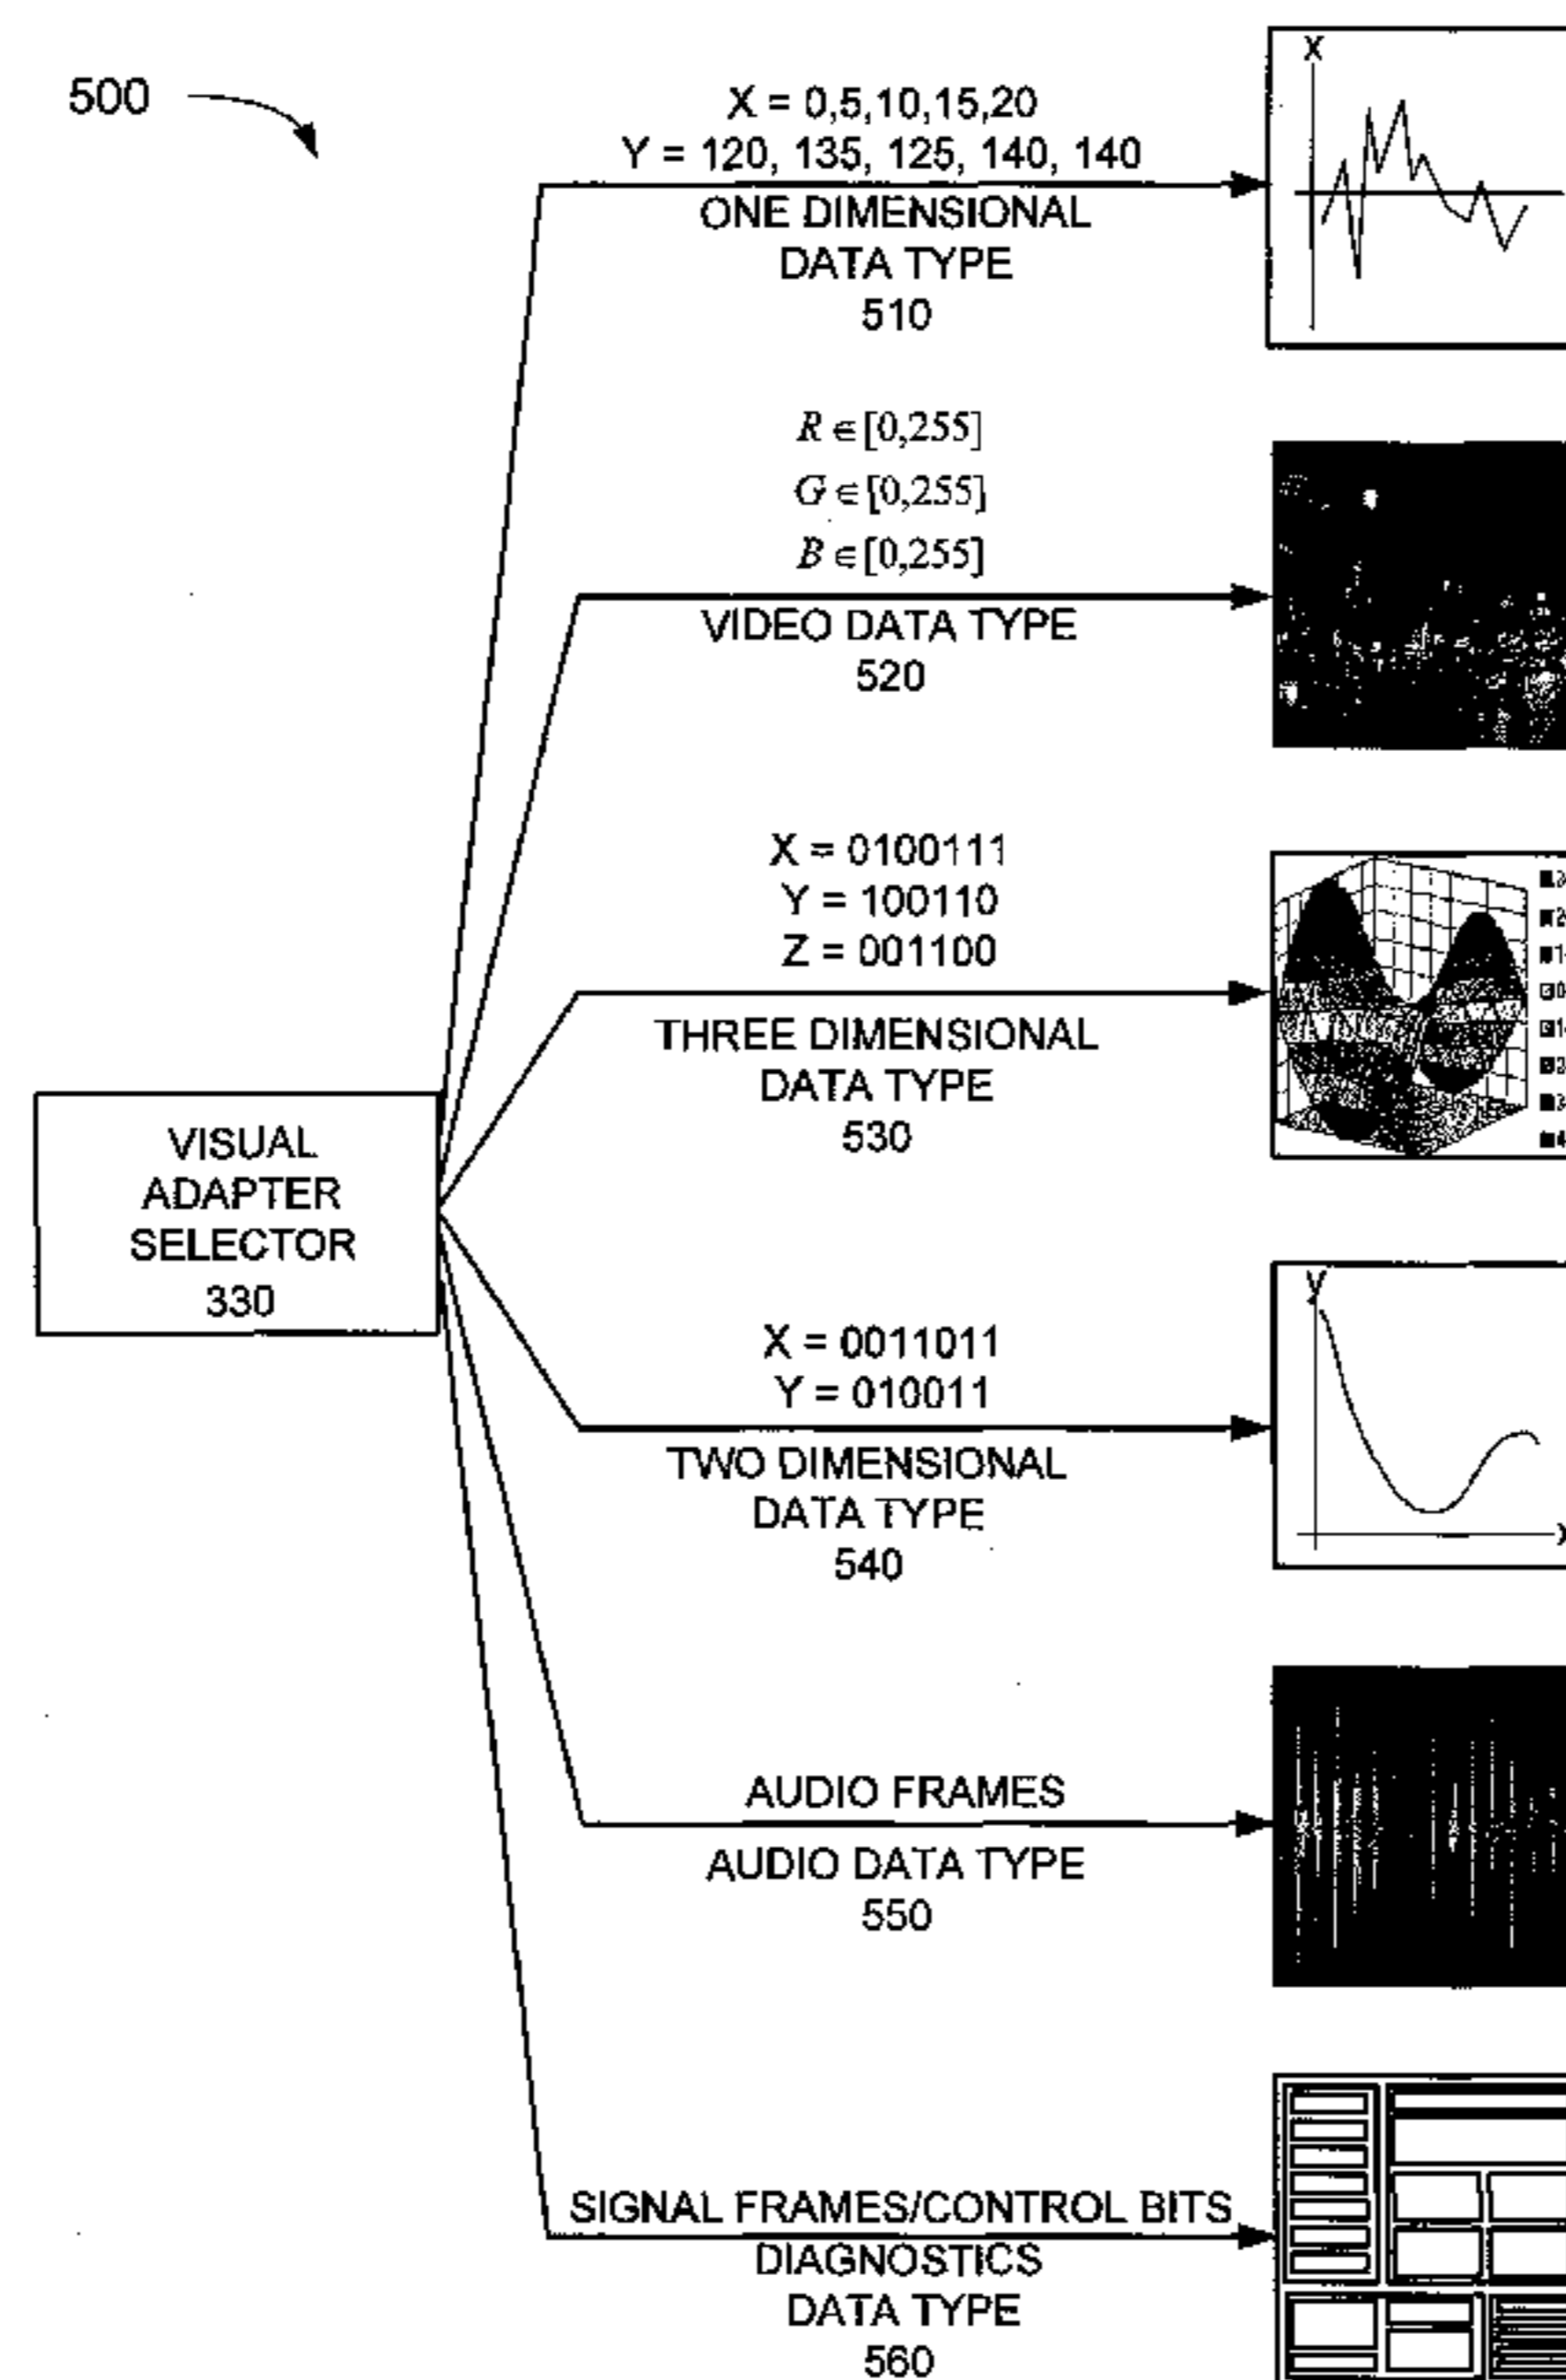 500
X = 0,5,10,15,20
Y = 120, 135, 125, 140, 140
ONE DIMENSIONAL
DATA TYPE
510
X
R ∈ [0,255]
G ∈ [0,255]
B ∈ [0,255]
VIDEO DATA TYPE
520
X = 0100111
Y = 100110
Z = 001100
THREE DIMENSIONAL
DATA TYPE
530
VISUAL
ADAPTER
SELECTOR
330
X = 0011011
Y = 010011
TWO DIMENSIONAL
DATA TYPE
540
y
AUDIO FRAMES
AUDIO DATA TYPE
550
SIGNAL FRAMES/CONTROL BITS
DIAGNOSTICS
DATA TYPE
560